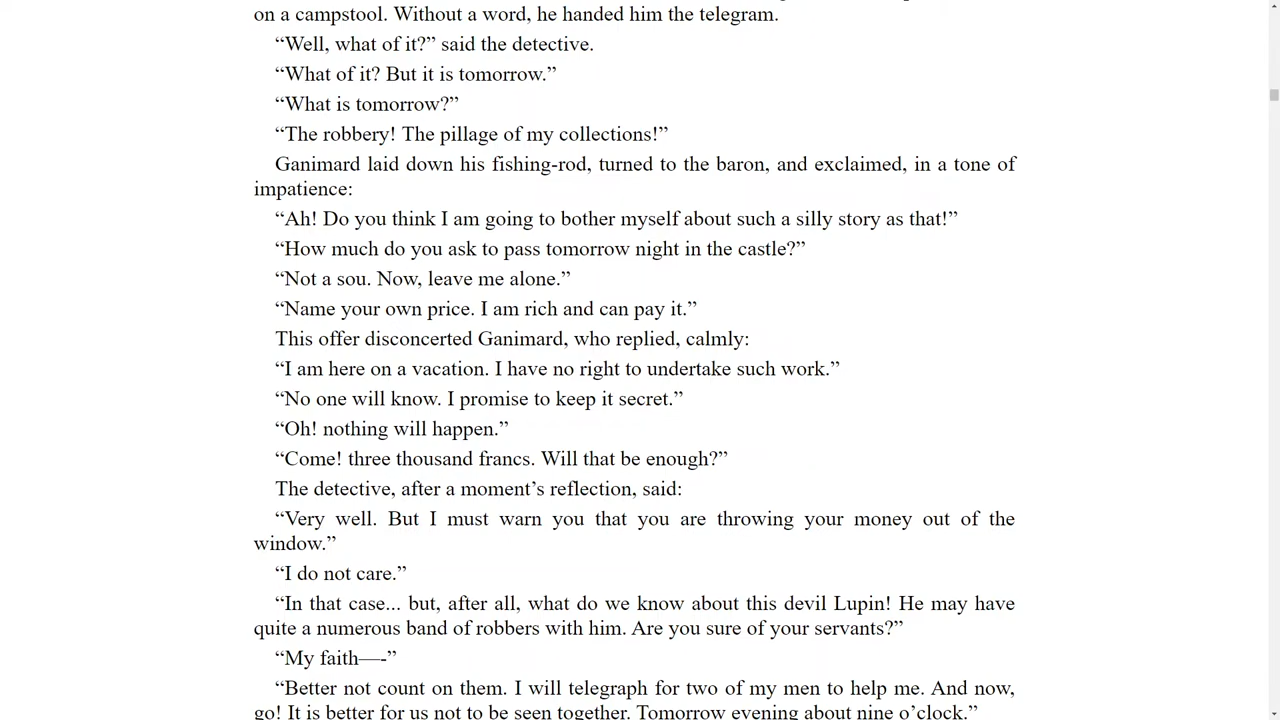 on a campstool. Without a word, he handed him the telegram.
“Well, what of it?” said the detective.
“What of it? But it is tomorrow.”
“What is tomorrow?”
“The robbery! The pillage of my collections!”
Ganimard laid down his fishing-rod, turned to the baron, and exclaimed, in a tone of
impatience:
“Ah! Do you think I am going to bother myself about such a silly story as that!”
“How much do you ask to pass tomorrow night in the castle?”
“Not a sou. Now, leave me alone.”
“Name your own price. I am rich and can pay it.”
This offer disconcerted Ganimard, who replied, calmly:
“I am here on a vacation. I have no right to undertake such work.”
“No one will know. I promise to keep it secret.”
“Oh! nothing will happen.”
“Come! three thousand francs. Will that be enough?”
The detective, after a moment’s reflection, said:
“Very well. But I must warn you that you are throwing your money out of the
window.”
“I do not care.”
“In that case... but, after all, what do we know about this devil Lupin! He may have
quite a numerous band of robbers with him. Are you sure of your servants?”
“My faith—-”
“Better not count on them. I will telegraph for two of my men to help me. And now,
go! It is better for us not to be seen together. Tomorrow evening about nine o’clock.”